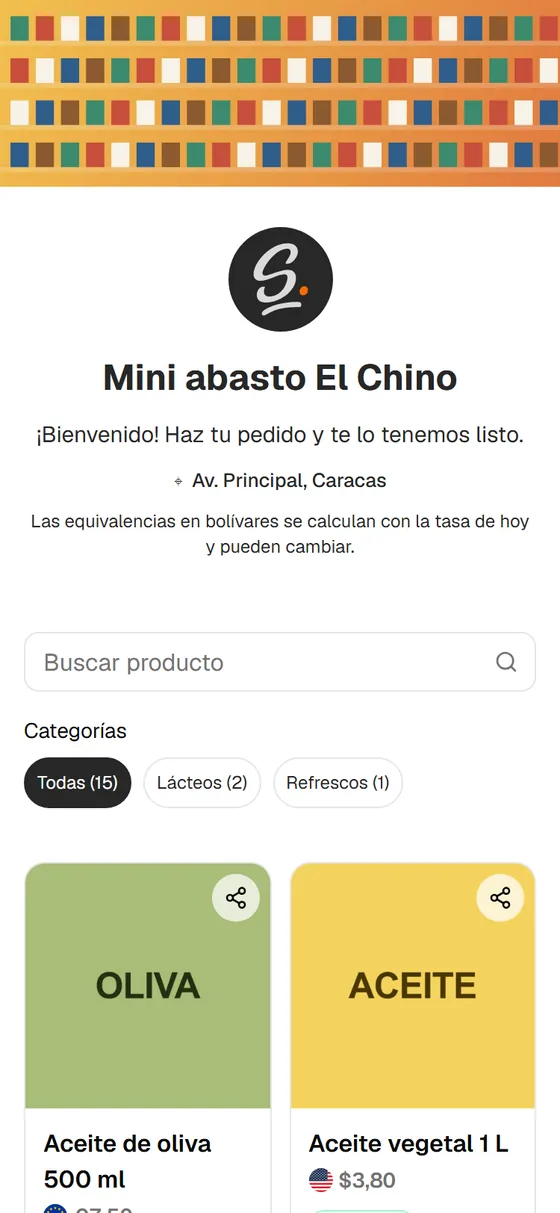 S.
Mini abasto El Chino
¡Bienvenido! Haz tu pedido y te lo tenemos listo.
Av. Principal, Caracas
Las equivalencias en bolívares se calculan con la tasa de hoy
y pueden cambiar.
Buscar producto
Categorías
Todas (15) Lácteos (2) Refrescos (1)
OLIVA ACEITE
Aceite de oliva
500 ml
Aceite vegetal 1 L
$3,80